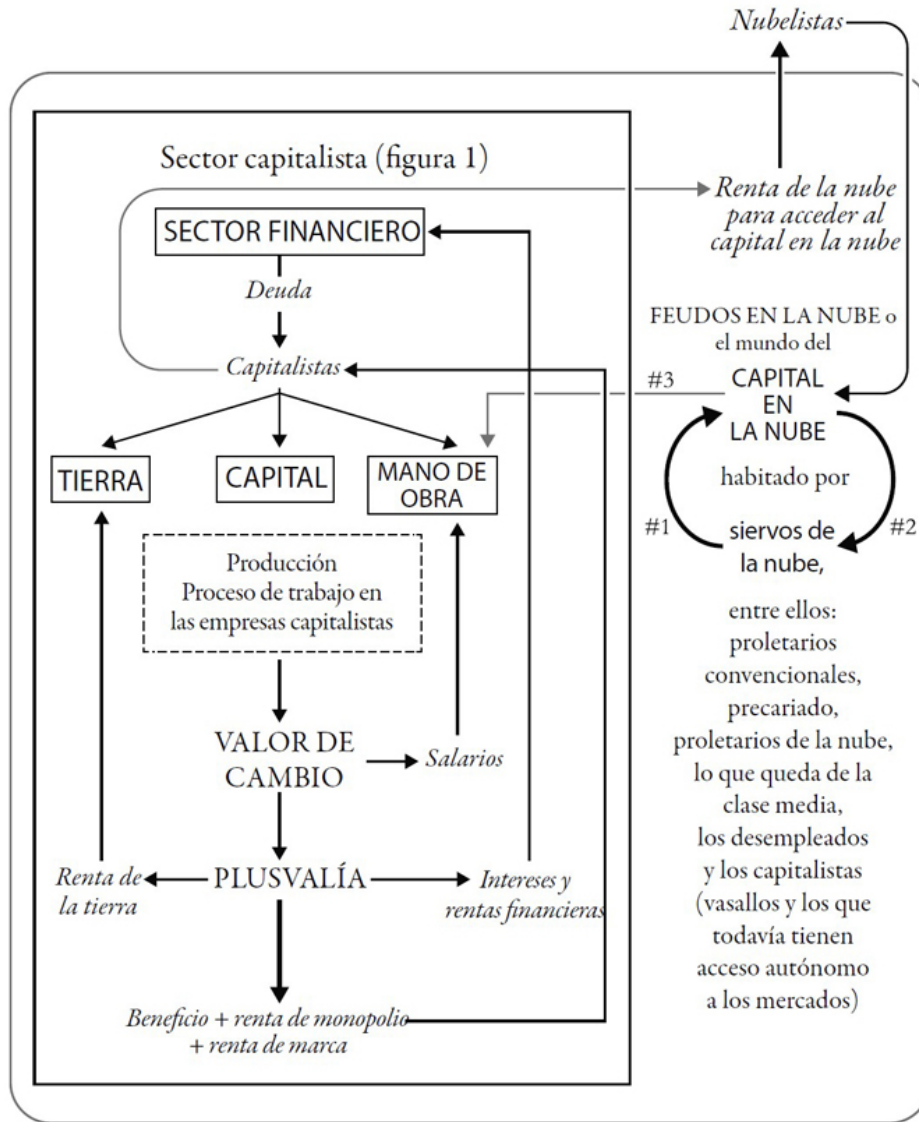 Nubelistas
Sector capitalista (figura 1)
Renta de la nube
para acceder al
capital en la nube
SECTOR FINANCIERO
Deuda
Capitalistas
FEUDOS EN LA NUBE o
el mundo del
CAPITAL
EN
LA NUBE
#3
TIERRA
CAPITAL
MANO DE
OBRA
habitado por
#1
#2
siervos de
la nube,
Producción
Proceso de trabajo en
las empresas capitalistas
entre ellos:
proletarios
convencionales,
precariado,
proletarios de la nube,
lo que queda de la
clase media,
los desempleados
y los capitalistas
(vasallos y los que
todavía tienen
acceso autónomo
a los mercados)
VALOR DE
CAMBIO
Salarios
Renta de
la tierra
PLUSVALÍA
Intereses y
rentas financieras
Beneficio + renta de monopolio
+ renta de marca